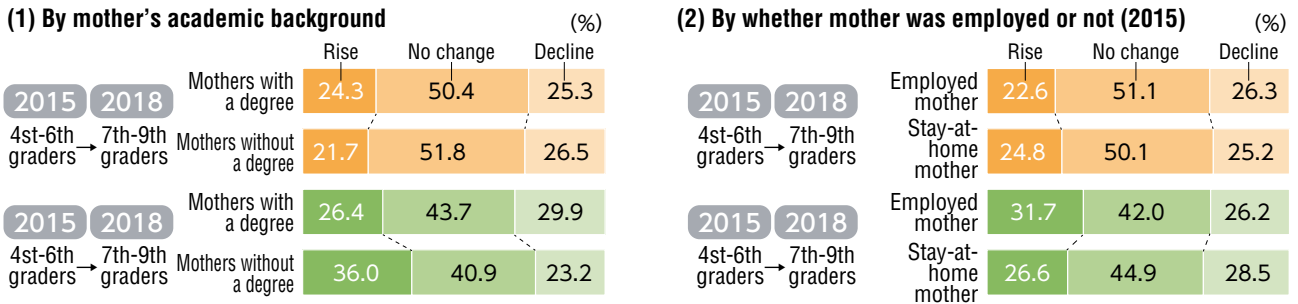 (1) By mother's academic background (%)
Rise No change Decline
2015 2018
4st-6th graders → 7th-9th graders
Mothers with a degree 24.3 50.4 25.3
Mothers without a degree 21.7 51.8 26.5
2015 2018
4st-6th graders → 7th-9th graders
Mothers with a degree 26.4 43.7 29.9
Mothers without a degree 36.0 40.9 23.2
(2) By whether mother was employed or not (2015) (%)
Rise No change Decline
2015 2018
4st-6th graders → 7th-9th graders
Employed mother 22.6 51.1 26.3
Stay-at-home mother 24.8 50.1 25.2
2015 2018
4st-6th graders → 7th-9th graders
Employed mother 31.7 42.0 26.2
Stay-at-home mother 26.6 44.9 28.5